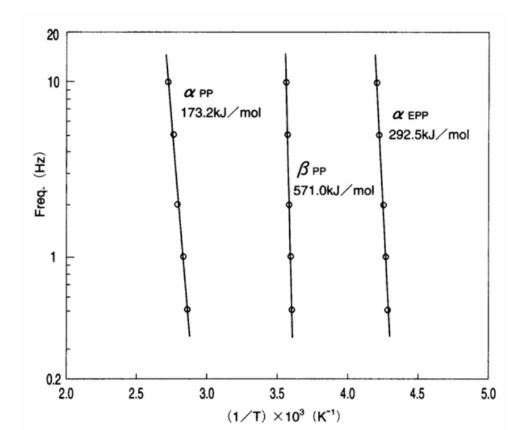 20
10
1
0.2
Freq. (Hz)
α PP
173.2kJ/mol
β PP
571.0kJ/mol
α EPP
292.5kJ/mol
2.0 2.5 3.0 3.5 4.0 4.5 5.0
(1/T) ×10³ (K⁻¹)